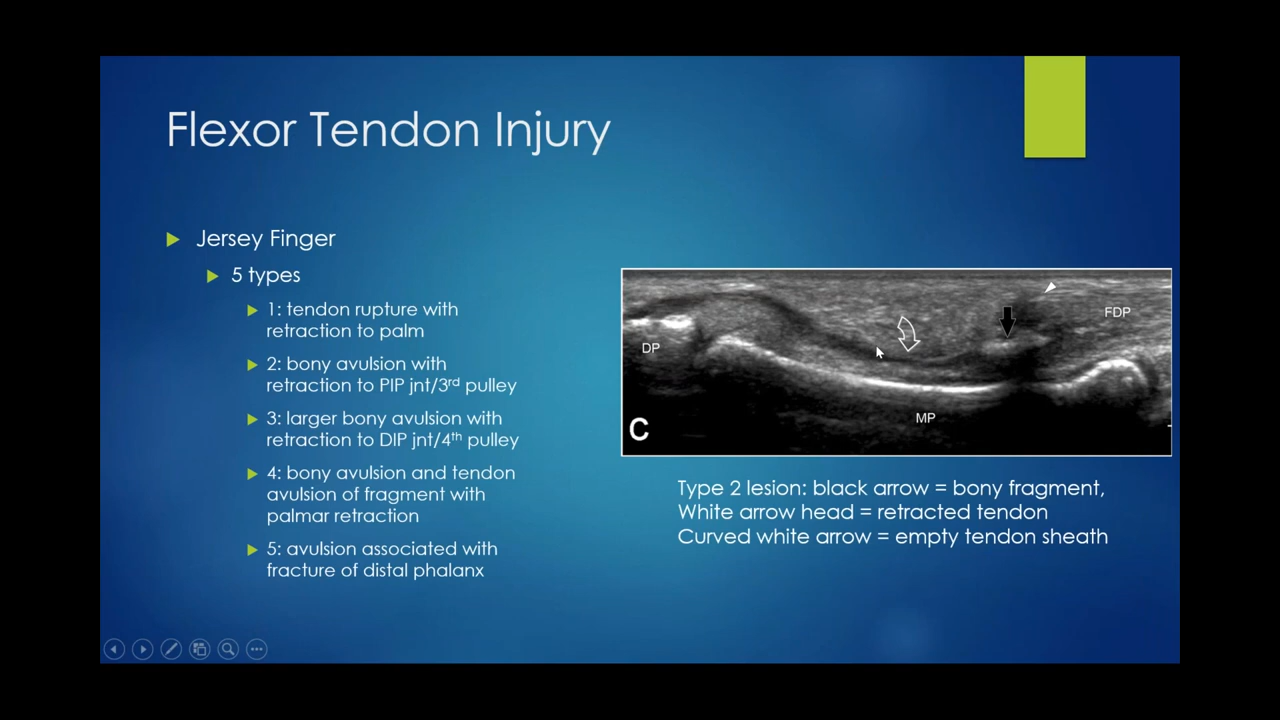 Flexor Tendon Injury
Jersey Finger
5 types
1: tendon rupture with
retraction to palm
2: bony avulsion with
retraction to PIP jnt/3rd pulley
3: larger bony avulsion with
retraction to DIP jnt/4th pulley
4: bony avulsion and tendon
avulsion of fragment with
palmar retraction
5: avulsion associated with
fracture of distal phalanx
DP
FDP
MP
C
Type 2 lesion: black arrow = bony fragment,
White arrow head = retracted tendon
Curved white arrow = empty tendon sheath